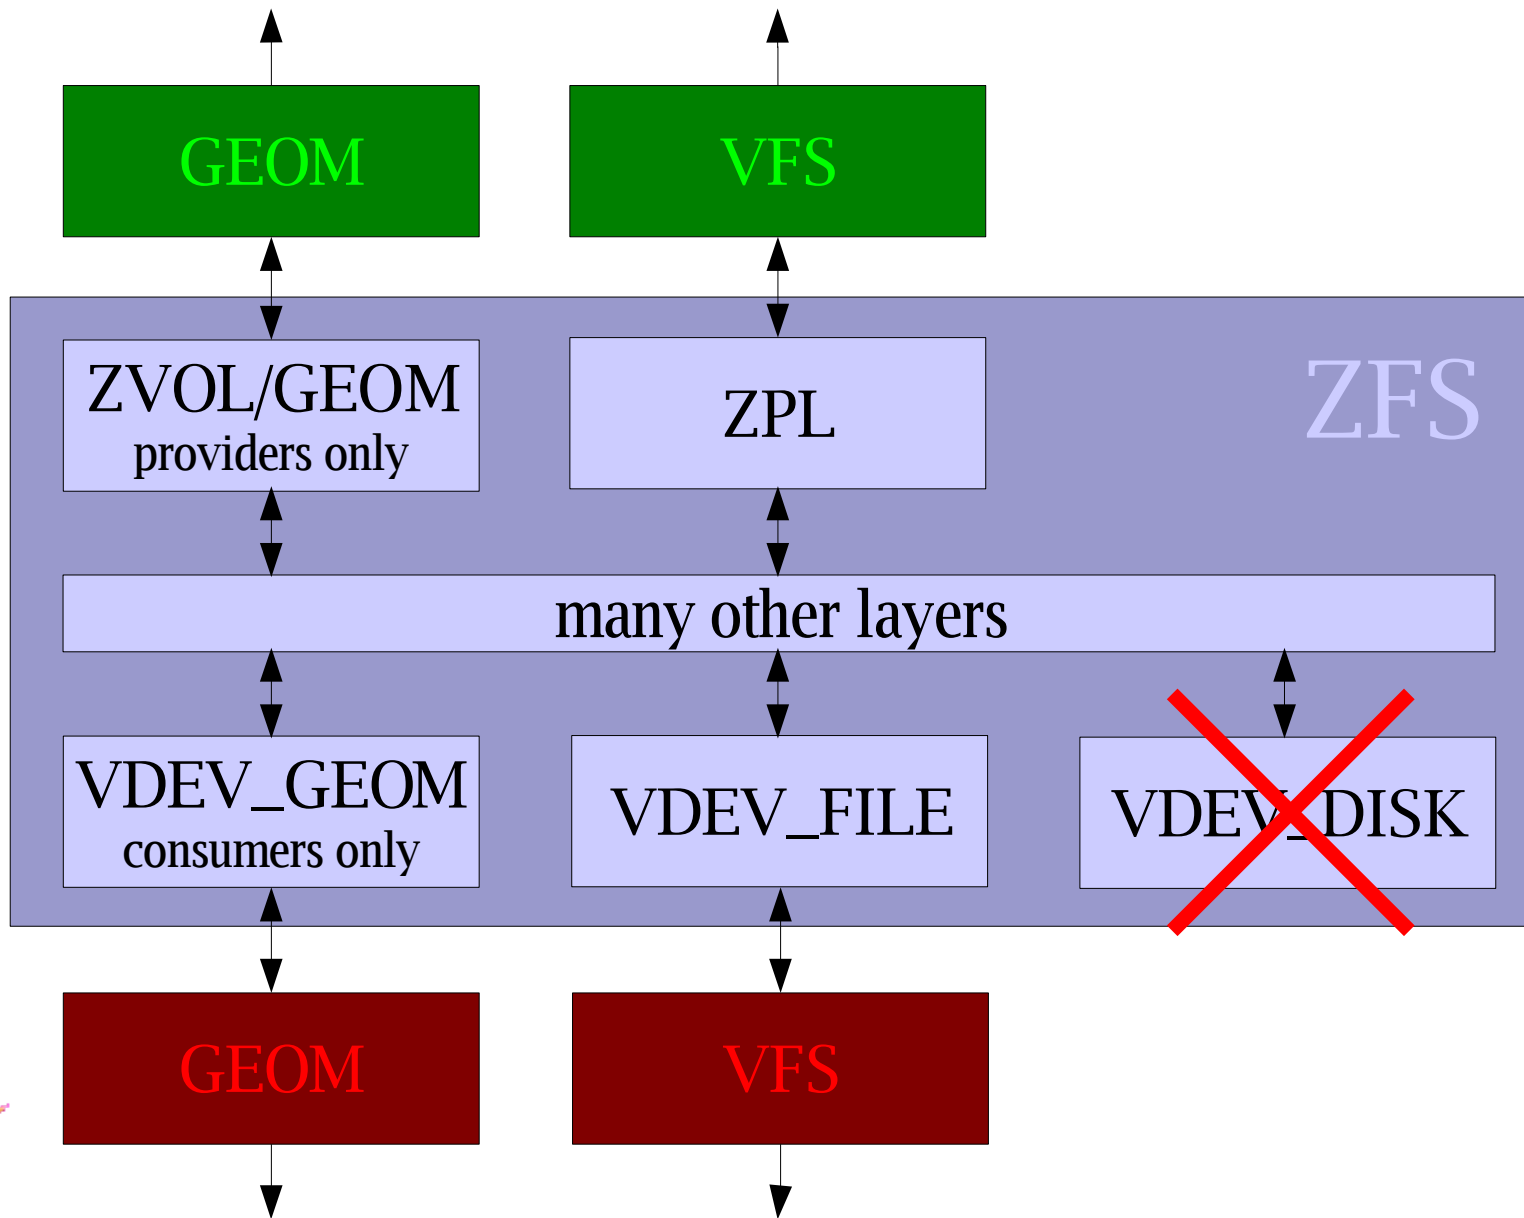 GEOM
VFS
ZFS
ZVOL/GEOM
providers only
ZPL
many other layers
VDEV_GEOM
consumers only
VDEV_FILE
VDEV_DISK
GEOM
VFS